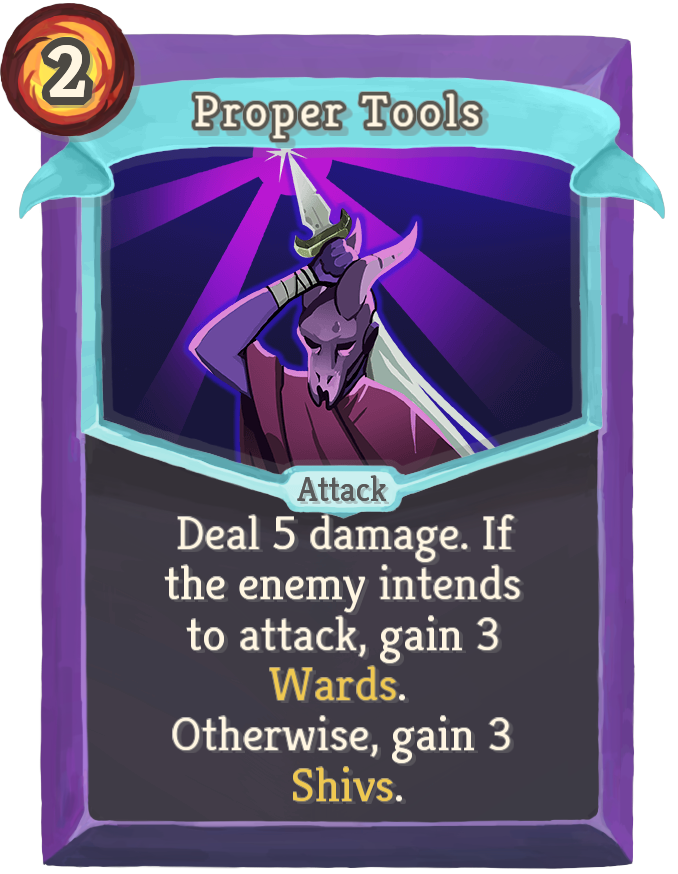 2
Proper Tools
Attack
Deal 5 damage. If
the enemy intends
to attack, gain 3
Wards.
Otherwise, gain 3
Shivs.